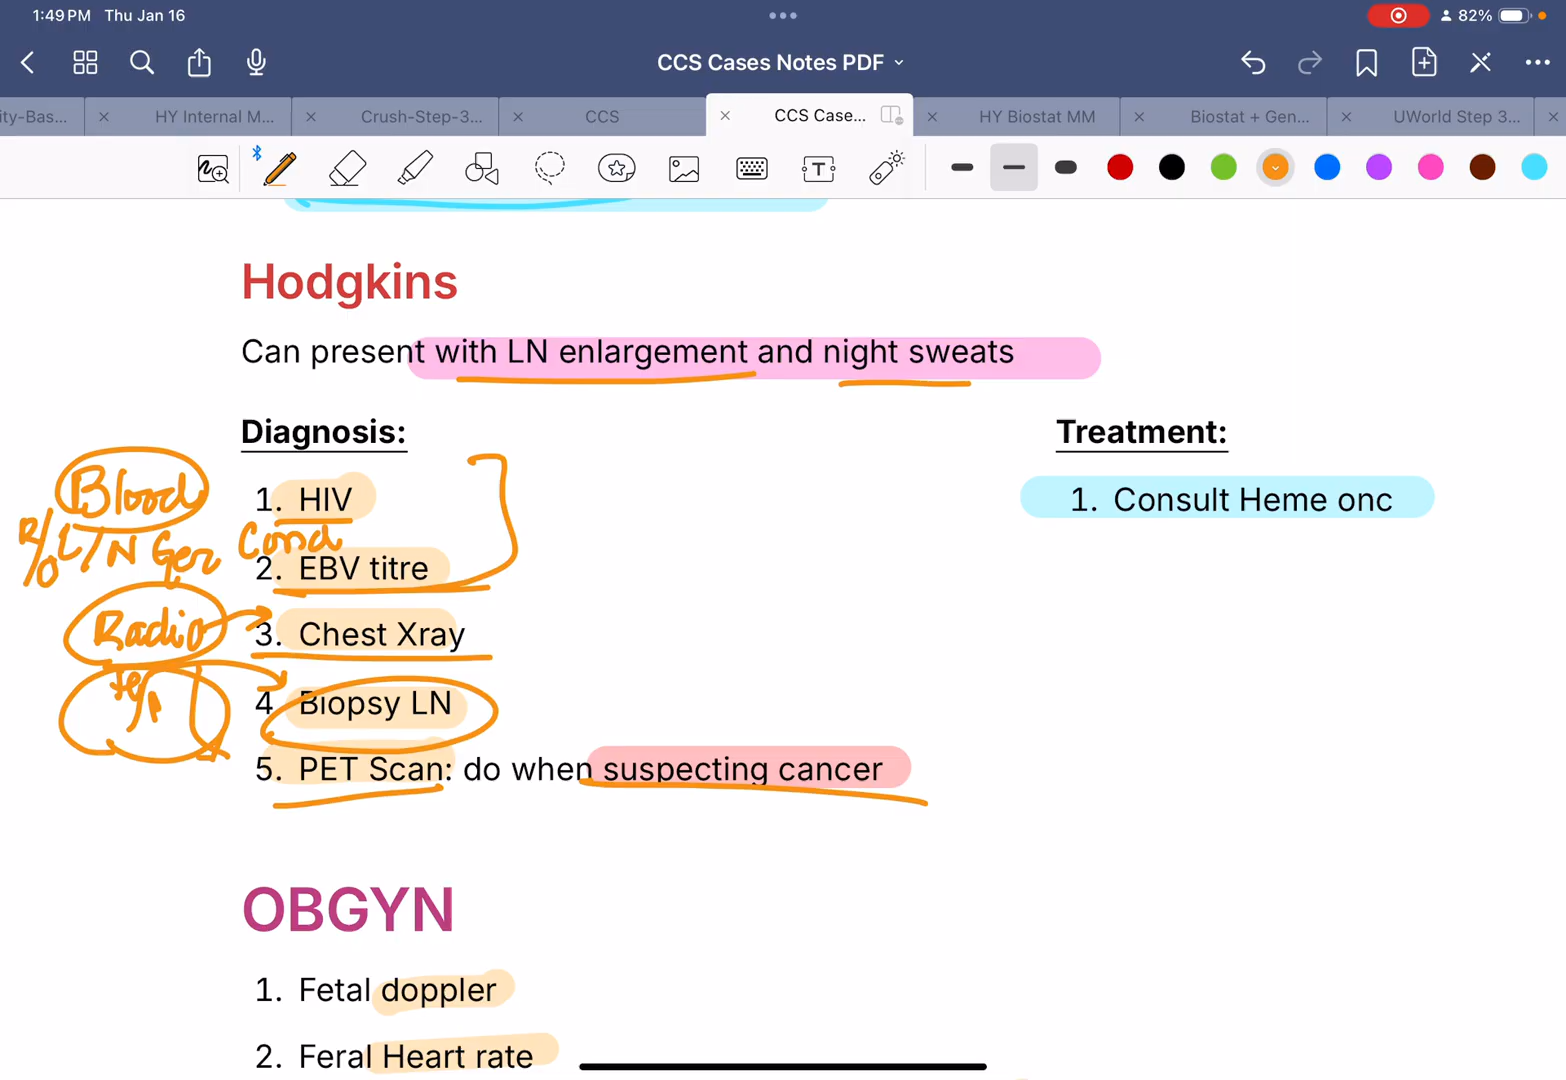 1:49 PM Thu Jan 16
82%
CCS Cases Notes PDF
ity-Bas...
HY Internal M...
Crush-Step-3...
CCS
CCS Case...
HY Biostat MM
Biostat + Gen...
UWorld Step 3...
Hodgkins
Can present with LN enlargement and night sweats
Diagnosis:
Treatment:
Blood
1. HIV
1. Consult Heme onc
R/O L/N Gen Cond
2. EBV titre
Radio
3. Chest Xray
4 Biopsy LN
5. PET Scan: do when suspecting cancer
OBGYN
1. Fetal doppler
2. Feral Heart rate